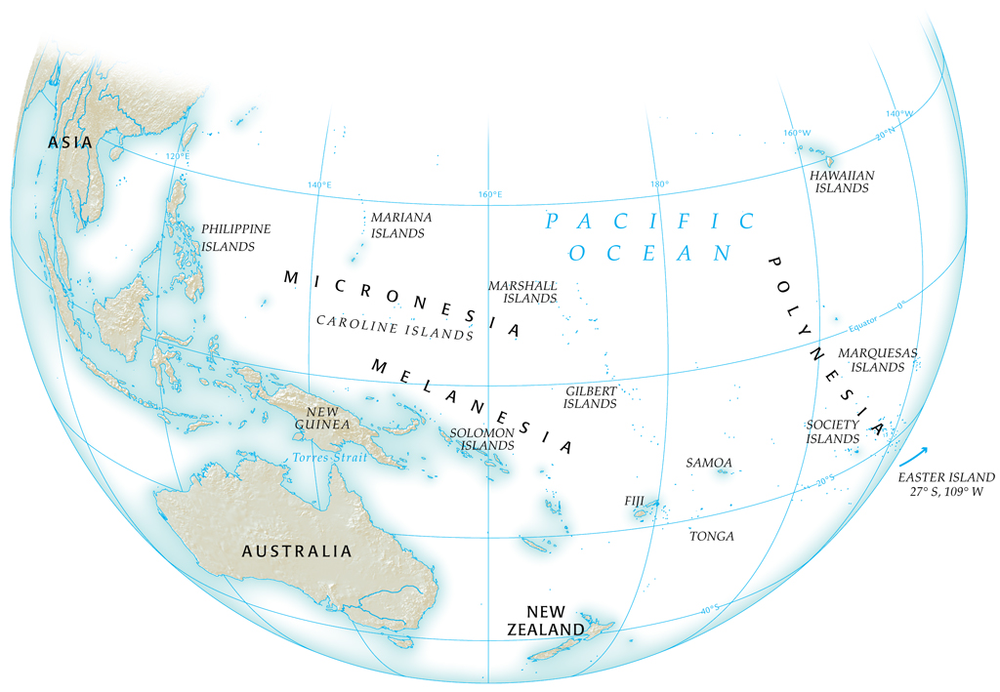 140°W
20°N
160°W
ASIA
120°E
140°E
160°E
180°
HAWAIIAN
ISLANDS
PACIFIC
OCEAN
MARIANA
ISLANDS
PHILIPPINE
ISLANDS
MICRONESIA
MARSHALL
ISLANDS
POLYNESIA
CAROLINE ISLANDS
Equator
0°
MARQUESAS
ISLANDS
MELANESIA
GILBERT
ISLANDS
NEW
GUINEA
SOLOMON
ISLANDS
SOCIETY
ISLANDS
Torres Strait
SAMOA
20°S
EASTER ISLAND
27° S, 109° W
FIJI
TONGA
AUSTRALIA
40°S
NEW
ZEALAND